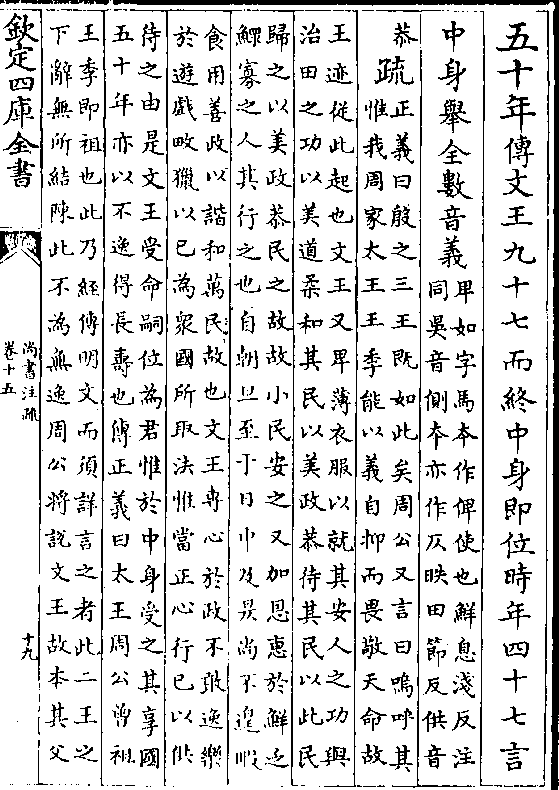 五十年傳文王九十七而終中身即位時年四十七言
中身舉全數音義
卑如字馬本作俾使也鮮息淺反注
同昃音側本亦作仄昳田節反供音
恭
疏
正義曰殷之三王既如此矣周公又言曰嗚呼其
惟我周家太王王季能以義自抑而畏敬天命故
王迹從此起也文王又卑薄衣服以就其安人之功與
治田之功以美道柔和其民以美政恭待其民以此民
歸之以美政恭民之故故小民安之又加恩惠於鮮乏
鰥寡之人其行之也自朝旦至于日中及昃尚不遑暇
食用善政以諧和萬民故也文王專心於政不敢逸樂
於遊戲畋獵以已為衆國所取法惟當正心行已以供
待之由是文王受命嗣位為君惟於中身受之其享國
五十年亦以不逸得長壽也傳正義曰太王周公曾祖
王季即祖也此乃經傳明文而須詳言之者此二王之
下辭無所結陳此不為無逸周公將説文王故本其父
欽定四庫全書
尚書注疏
卷十五
十九